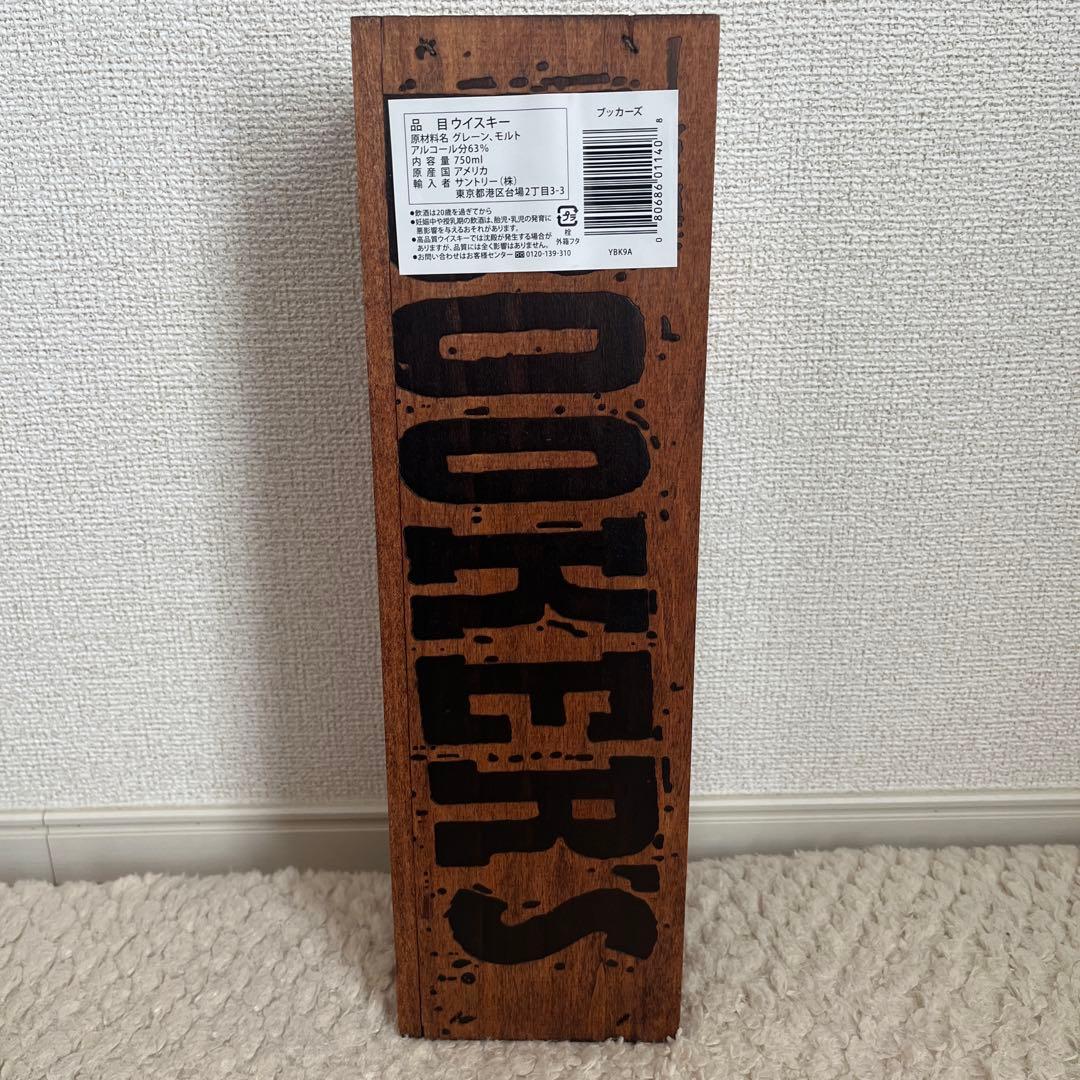 品 目 ウイスキー
原材料名 グレーン、モルト
アルコール分63%
内 容 量 750ml
原 産 国 アメリカ
輸 入 者 サントリー(株)
東京都港区台場2丁目3-3
●飲酒は20歳を過ぎてから
●妊娠中や授乳期の飲酒は、胎児・乳児の発育に
悪影響を与えるおそれがあります。
●高品質ウイスキーでは沈殿が発生する場合が
ありますが、品質には全く影響はありません。
●お問い合わせはお客様センター 0120-139-310
ブッカーズ
0 80686 01140 8
プラ
栓
外箱フタ
YBK9A
OOKER'S